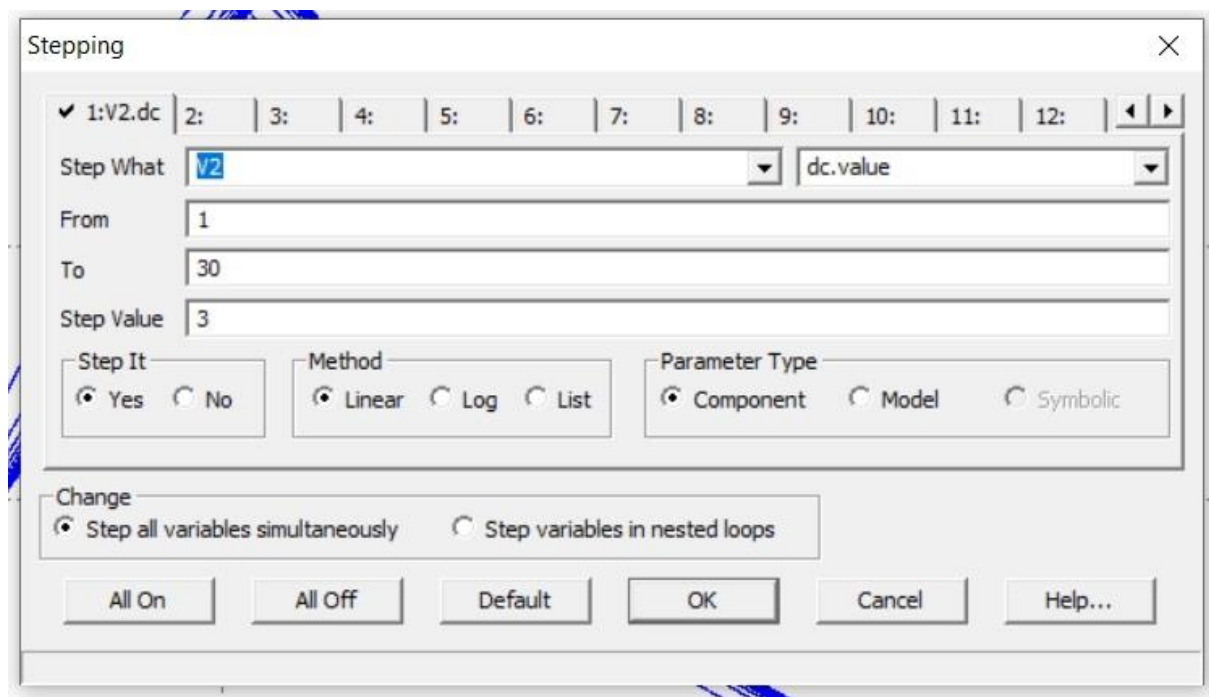 Stepping
1:V2.dc 2: 3: 4: 5: 6: 7: 8: 9: 10: 11: 12:
Step What V2 dc.value
From 1
To 30
Step Value 3
Step It Method Parameter Type
Yes No Linear Log List Component Model Symbolic
Change
Step all variables simultaneously Step variables in nested loops
All On All Off Default OK Cancel Help...